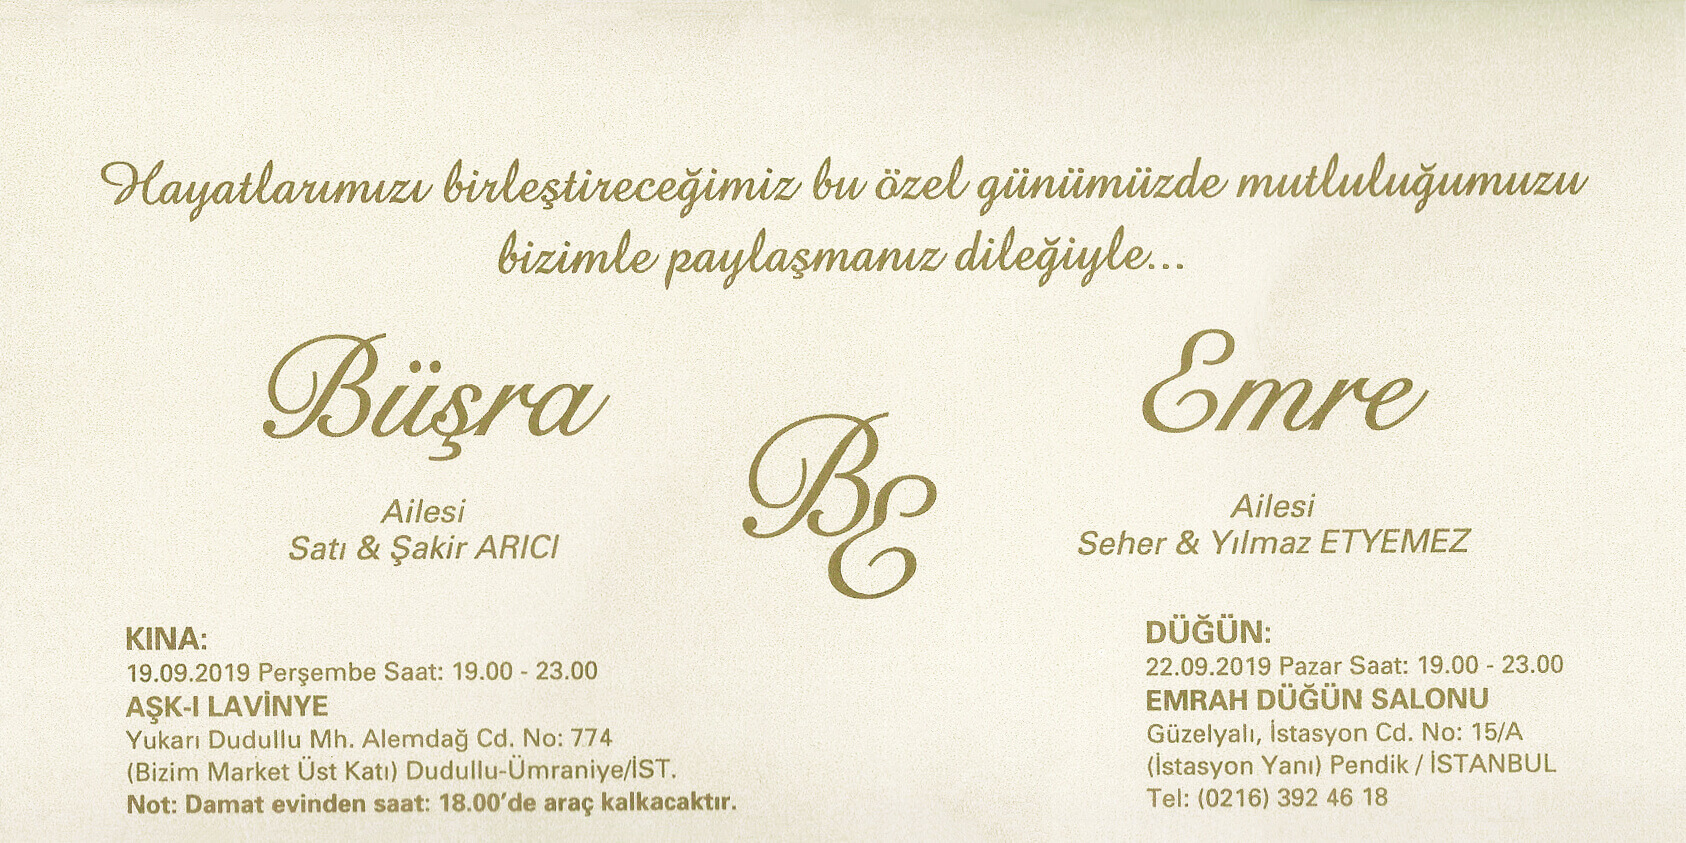 Hayatlarımızı birleştireceğimiz bu özel günümüzde mutluluğumuzu
bizimle paylaşmanız dileğiyle...
Büşra
Emre
BE
Ailesi
Satı & Şakir ARICI
Ailesi
Seher & Yılmaz ETYEMEZ
KINA:
19.09.2019 Perşembe Saat: 19.00 - 23.00
AŞK-I LAVİNYE
Yukarı Dudullu Mh. Alemdağ Cd. No: 774
(Bizim Market Üst Katı) Dudullu-Ümraniye/İST.
Not: Damat evinden saat: 18.00'de araç kalkacaktır.
DÜĞÜN:
22.09.2019 Pazar Saat: 19.00 - 23.00
EMRAH DÜĞÜN SALONU
Güzelyalı, İstasyon Cd. No: 15/A
(İstasyon Yanı) Pendik / İSTANBUL
Tel: (0216) 392 46 18